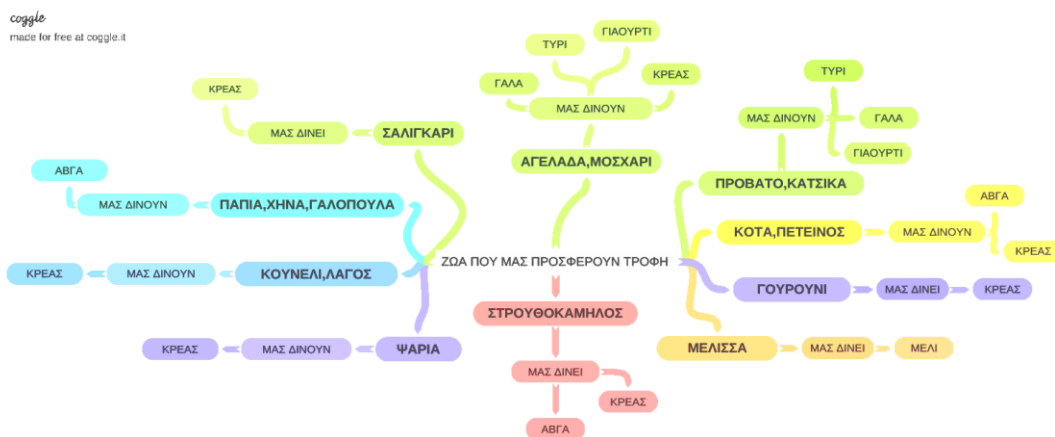 coggle
made for free at coggle.it
ΖΩΑ ΠΟΥ ΜΑΣ ΠΡΟΣΦΕΡΟΥΝ ΤΡΟΦΗ
ΣΑΛΙΓΚΑΡΙ
ΜΑΣ ΔΙΝΕΙ
ΚΡΕΑΣ
ΠΑΠΙΑ,ΧΗΝΑ,ΓΑΛΟΠΟΥΛΑ
ΜΑΣ ΔΙΝΟΥΝ
ΑΒΓΑ
ΚΟΥΝΕΛΙ,ΛΑΓΟΣ
ΜΑΣ ΔΙΝΟΥΝ
ΚΡΕΑΣ
ΨΑΡΙΑ
ΜΑΣ ΔΙΝΟΥΝ
ΚΡΕΑΣ
ΑΓΕΛΑΔΑ,ΜΟΣΧΑΡΙ
ΜΑΣ ΔΙΝΟΥΝ
ΓΑΛΑ
ΤΥΡΙ
ΓΙΑΟΥΡΤΙ
ΚΡΕΑΣ
ΣΤΡΟΥΘΟΚΑΜΗΛΟΣ
ΜΑΣ ΔΙΝΕΙ
ΚΡΕΑΣ
ΑΒΓΑ
ΠΡΟΒΑΤΟ,ΚΑΤΣΙΚΑ
ΜΑΣ ΔΙΝΟΥΝ
ΤΥΡΙ
ΓΑΛΑ
ΓΙΑΟΥΡΤΙ
ΚΟΤΑ,ΠΕΤΕΙΝΟΣ
ΜΑΣ ΔΙΝΟΥΝ
ΑΒΓΑ
ΚΡΕΑΣ
ΓΟΥΡΟΥΝΙ
ΜΑΣ ΔΙΝΕΙ
ΚΡΕΑΣ
ΜΕΛΙΣΣΑ
ΜΑΣ ΔΙΝΕΙ
ΜΕΛΙ